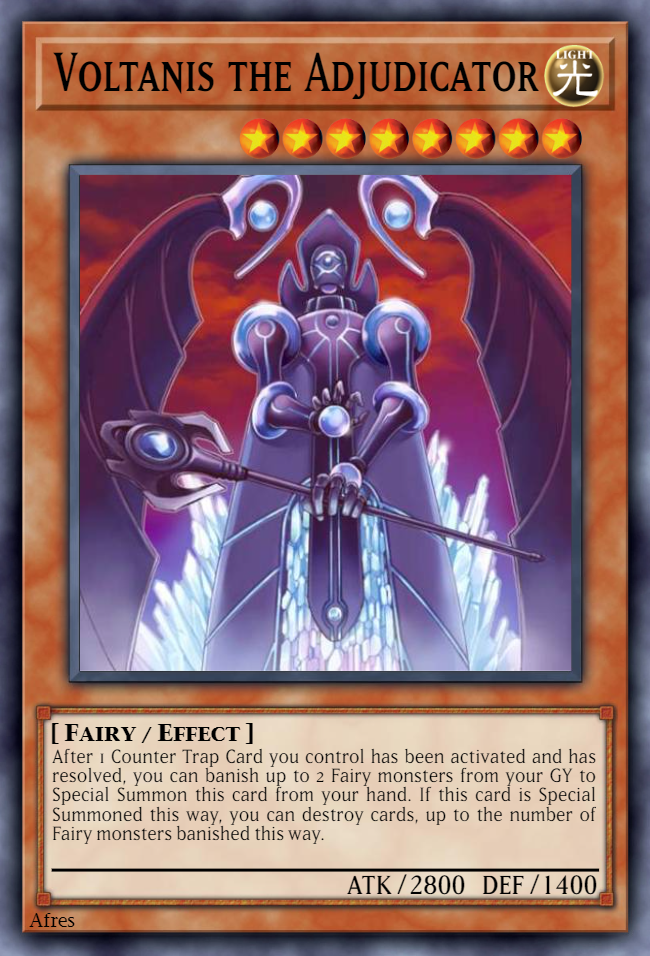 Voltanis the Adjudicator
LIGHT
光
[ Fairy / Effect ]
After 1 Counter Trap Card you control has been activated and has
resolved, you can banish up to 2 Fairy monsters from your GY to
Special Summon this card from your hand. If this card is Special
Summoned this way, you can destroy cards, up to the number of
Fairy monsters banished this way.
ATK / 2800 DEF / 1400
Afres